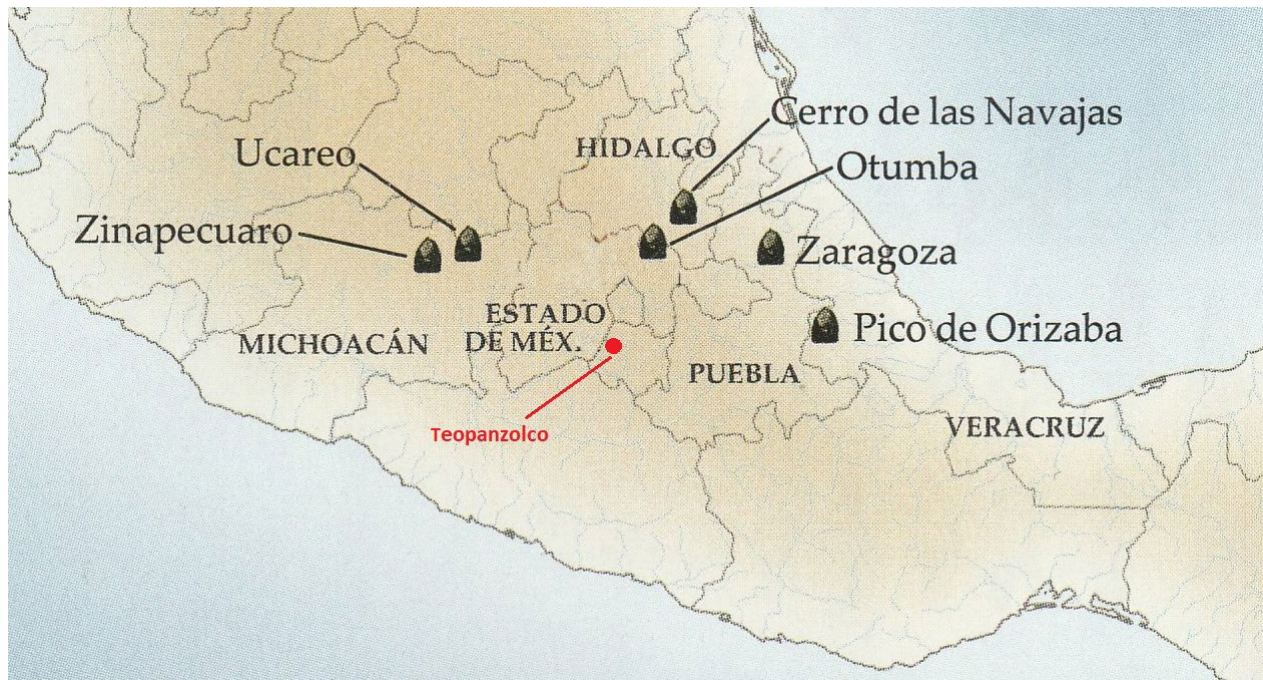 Cerro de las Navajas
HIDALGO
Ucareo
Otumba
Zinapecuaro
Zaragoza
ESTADO
DE MÉX.
MICHOACÁN
Pico de Orizaba
PUEBLA
Teopanzolco
VERACRUZ